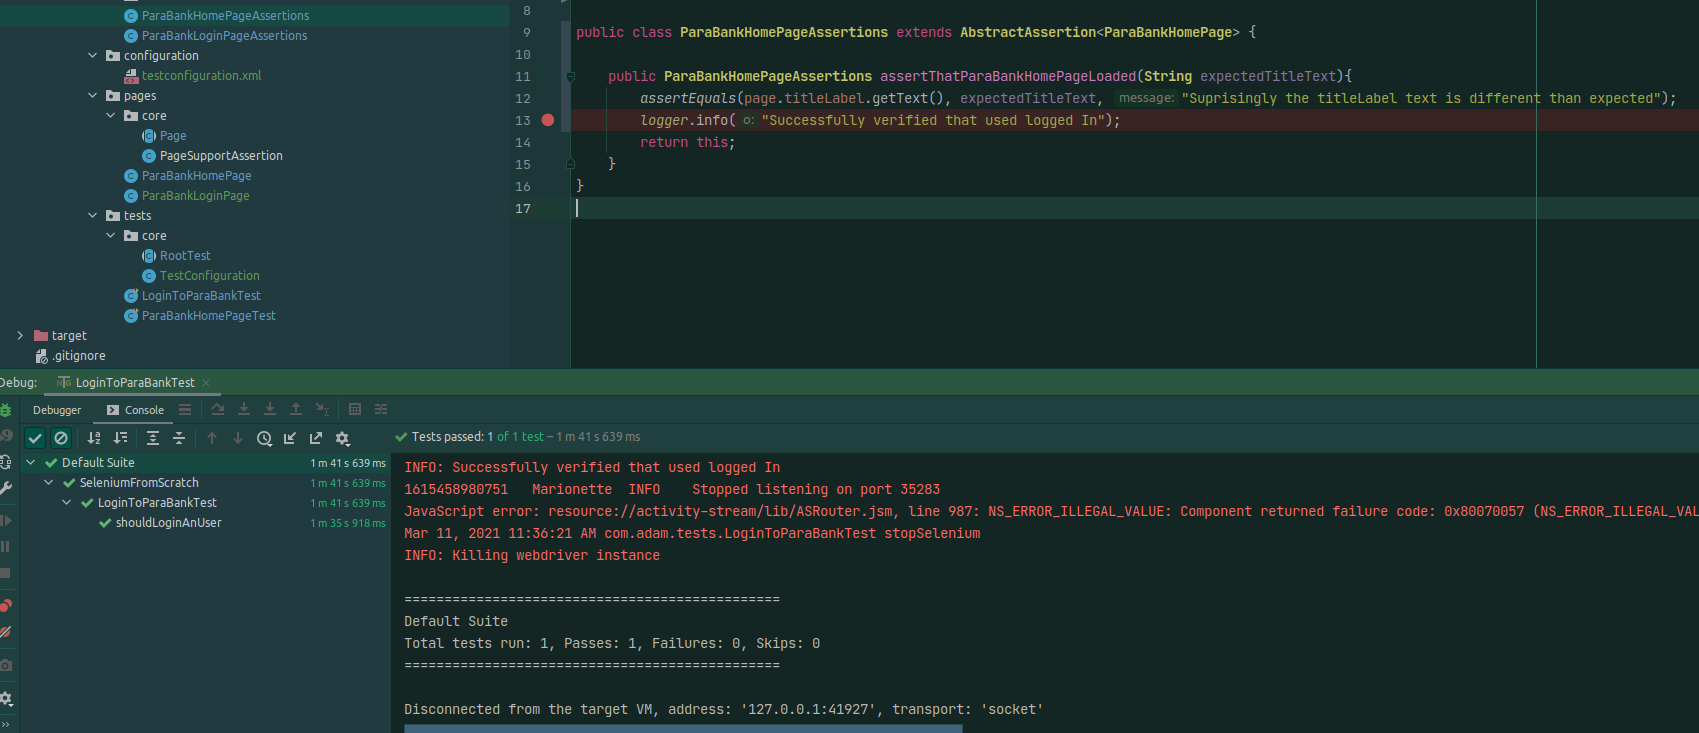 ParaBankHomePageAssertions
ParaBankLoginPageAssertions
configuration
testconfiguration.xml
pages
core
Page
PageSupportAssertion
ParaBankHomePage
ParaBankLoginPage
tests
core
RootTest
TestConfiguration
LoginToParaBankTest
ParaBankHomePageTest
target
.gitignore
8
9 public class ParaBankHomePageAssertions extends AbstractAssertion<ParaBankHomePage> {
10
11 public ParaBankHomePageAssertions assertThatParaBankHomePageLoaded(String expectedTitleText){
12 assertEquals(page.titleLabel.getText(), expectedTitleText, message: "Suprisingly the titleLabel text is different than expected");
13 logger.info( o: "Successfully verified that used logged In");
14 return this;
15 }
16 }
17
Debug: LoginToParaBankTest
Debugger Console
Tests passed: 1 of 1 test – 1 m 41 s 639 ms
Default Suite 1 m 41 s 639 ms
SeleniumFromScratch 1 m 41 s 639 ms
LoginToParaBankTest 1 m 41 s 639 ms
shouldLoginAnUser 1 m 35 s 918 ms
INFO: Successfully verified that used logged In
1615458980751 Marionette INFO Stopped listening on port 35283
JavaScript error: resource://activity-stream/lib/ASRouter.jsm, line 987: NS_ERROR_ILLEGAL_VALUE: Component returned failure code: 0x80070057 (NS_ERROR_ILLEGAL_VAL
Mar 11, 2021 11:36:21 AM com.adam.tests.LoginToParaBankTest stopSelenium
INFO: Killing webdriver instance
===============================================
Default Suite
Total tests run: 1, Passes: 1, Failures: 0, Skips: 0
===============================================
Disconnected from the target VM, address: '127.0.0.1:41927', transport: 'socket'